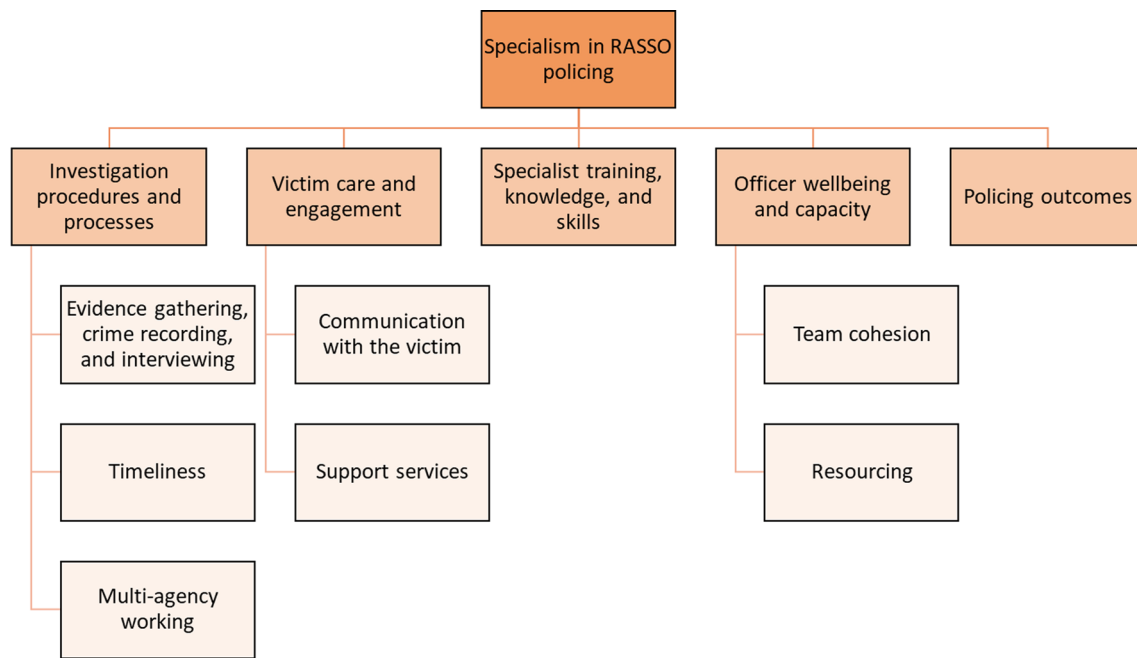 Specialism in RASSO
policing
Investigation
procedures and
processes
Victim care and
engagement
Specialist training,
knowledge, and
skills
Officer wellbeing
and capacity
Policing outcomes
Evidence gathering,
crime recording,
and interviewing
Communication
with the victim
Team cohesion
Timeliness
Support services
Resourcing
Multi-agency
working